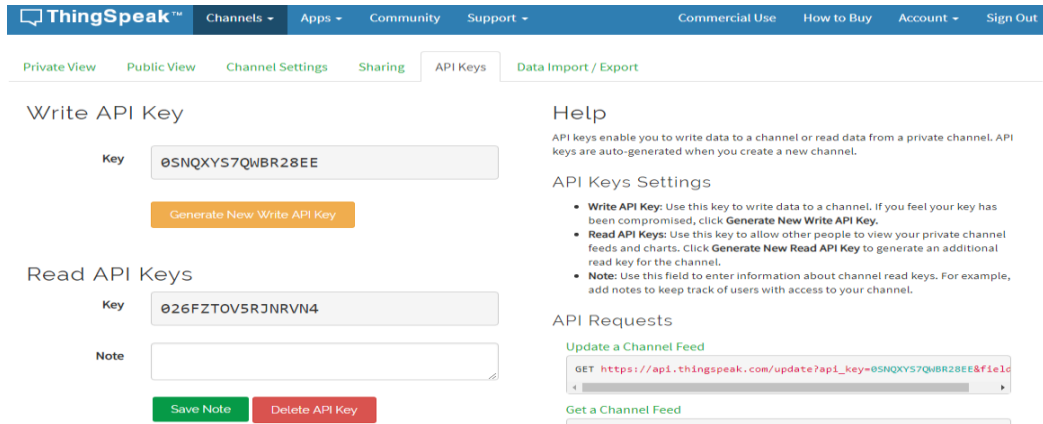 ThingSpeak™ Channels Apps Community Support Commercial Use How to Buy Account Sign Out
Private View Public View Channel Settings Sharing API Keys Data Import / Export
Write API Key
Key 0SNQXYS7QWBR28EE
Generate New Write API Key
Read API Keys
Key 026FZTOV5RJNRVN4
Note
Save Note Delete API Key
Help
API keys enable you to write data to a channel or read data from a private channel. API
keys are auto-generated when you create a new channel.
API Keys Settings
• Write API Key: Use this key to write data to a channel. If you feel your key has
been compromised, click Generate New Write API Key.
• Read API Keys: Use this key to allow other people to view your private channel
feeds and charts. Click Generate New Read API Key to generate an additional
read key for the channel.
• Note: Use this field to enter information about channel read keys. For example,
add notes to keep track of users with access to your channel.
API Requests
Update a Channel Feed
GET https://api.thingspeak.com/update?api_key=0SNQXYS7QWBR28EE&field
Get a Channel Feed